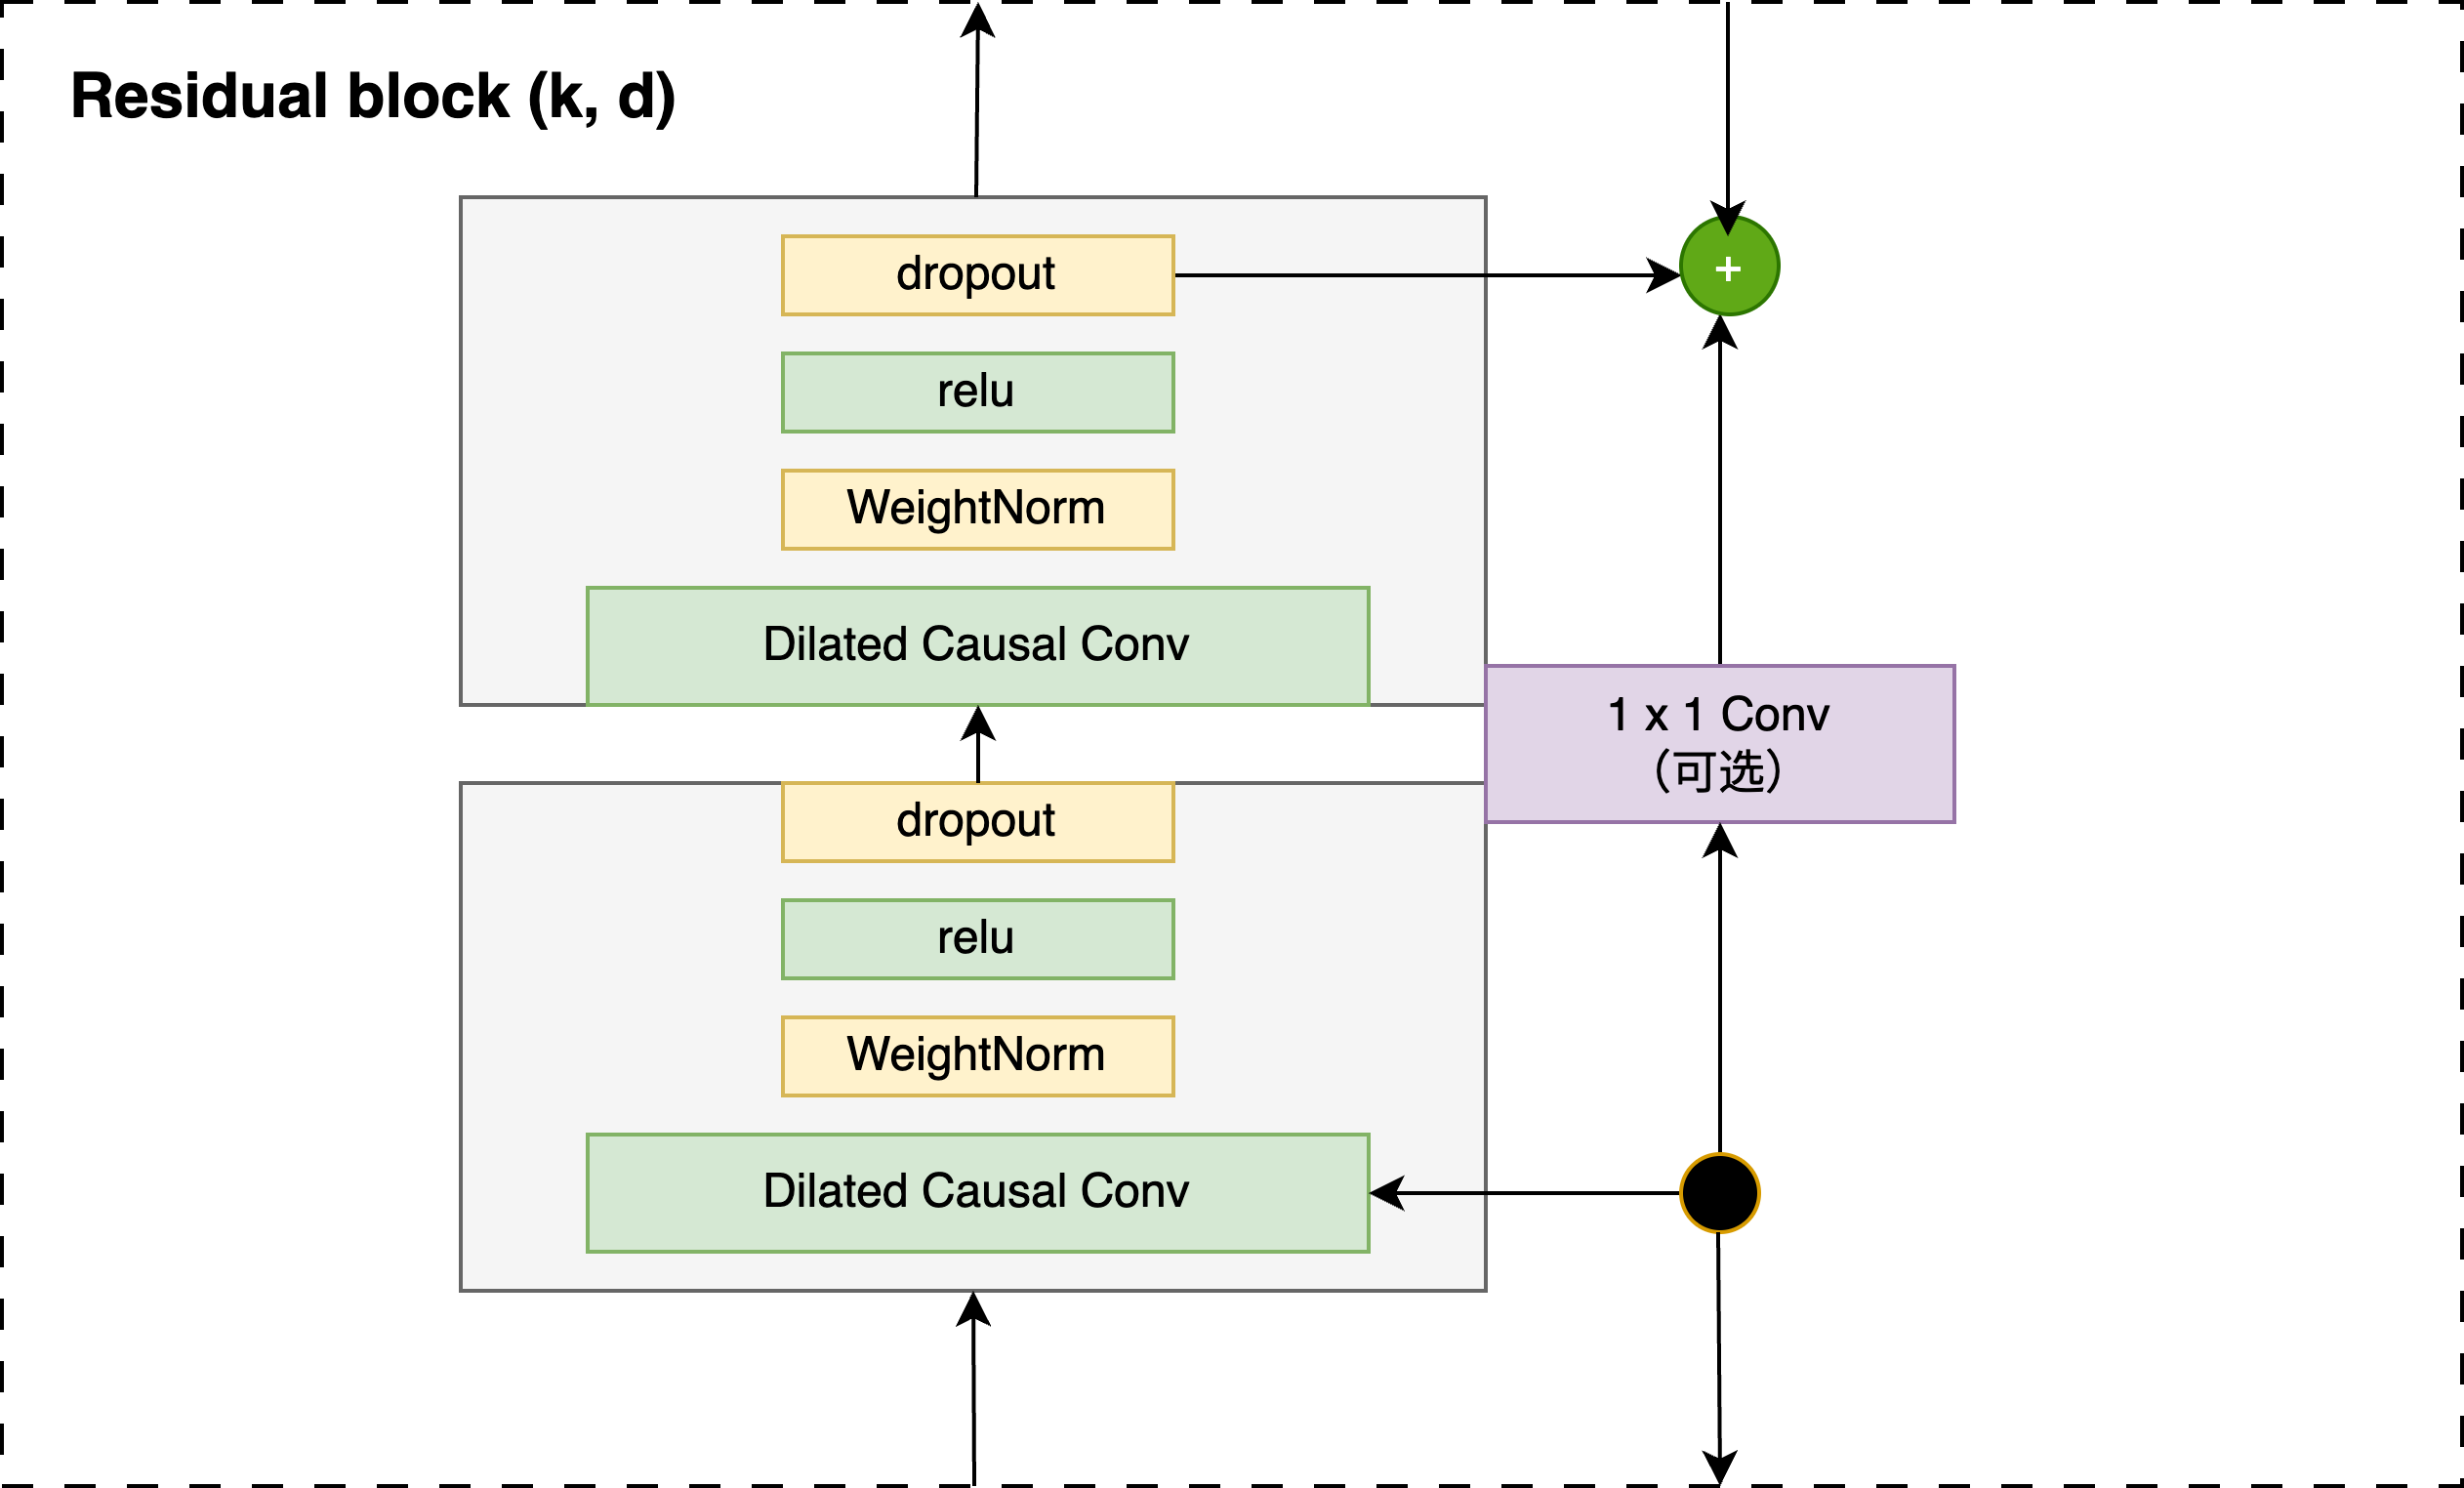 Residual block (k, d)
dropout
+
relu
WeightNorm
Dilated Causal Conv
1 x 1 Conv
（可选）
dropout
relu
WeightNorm
Dilated Causal Conv